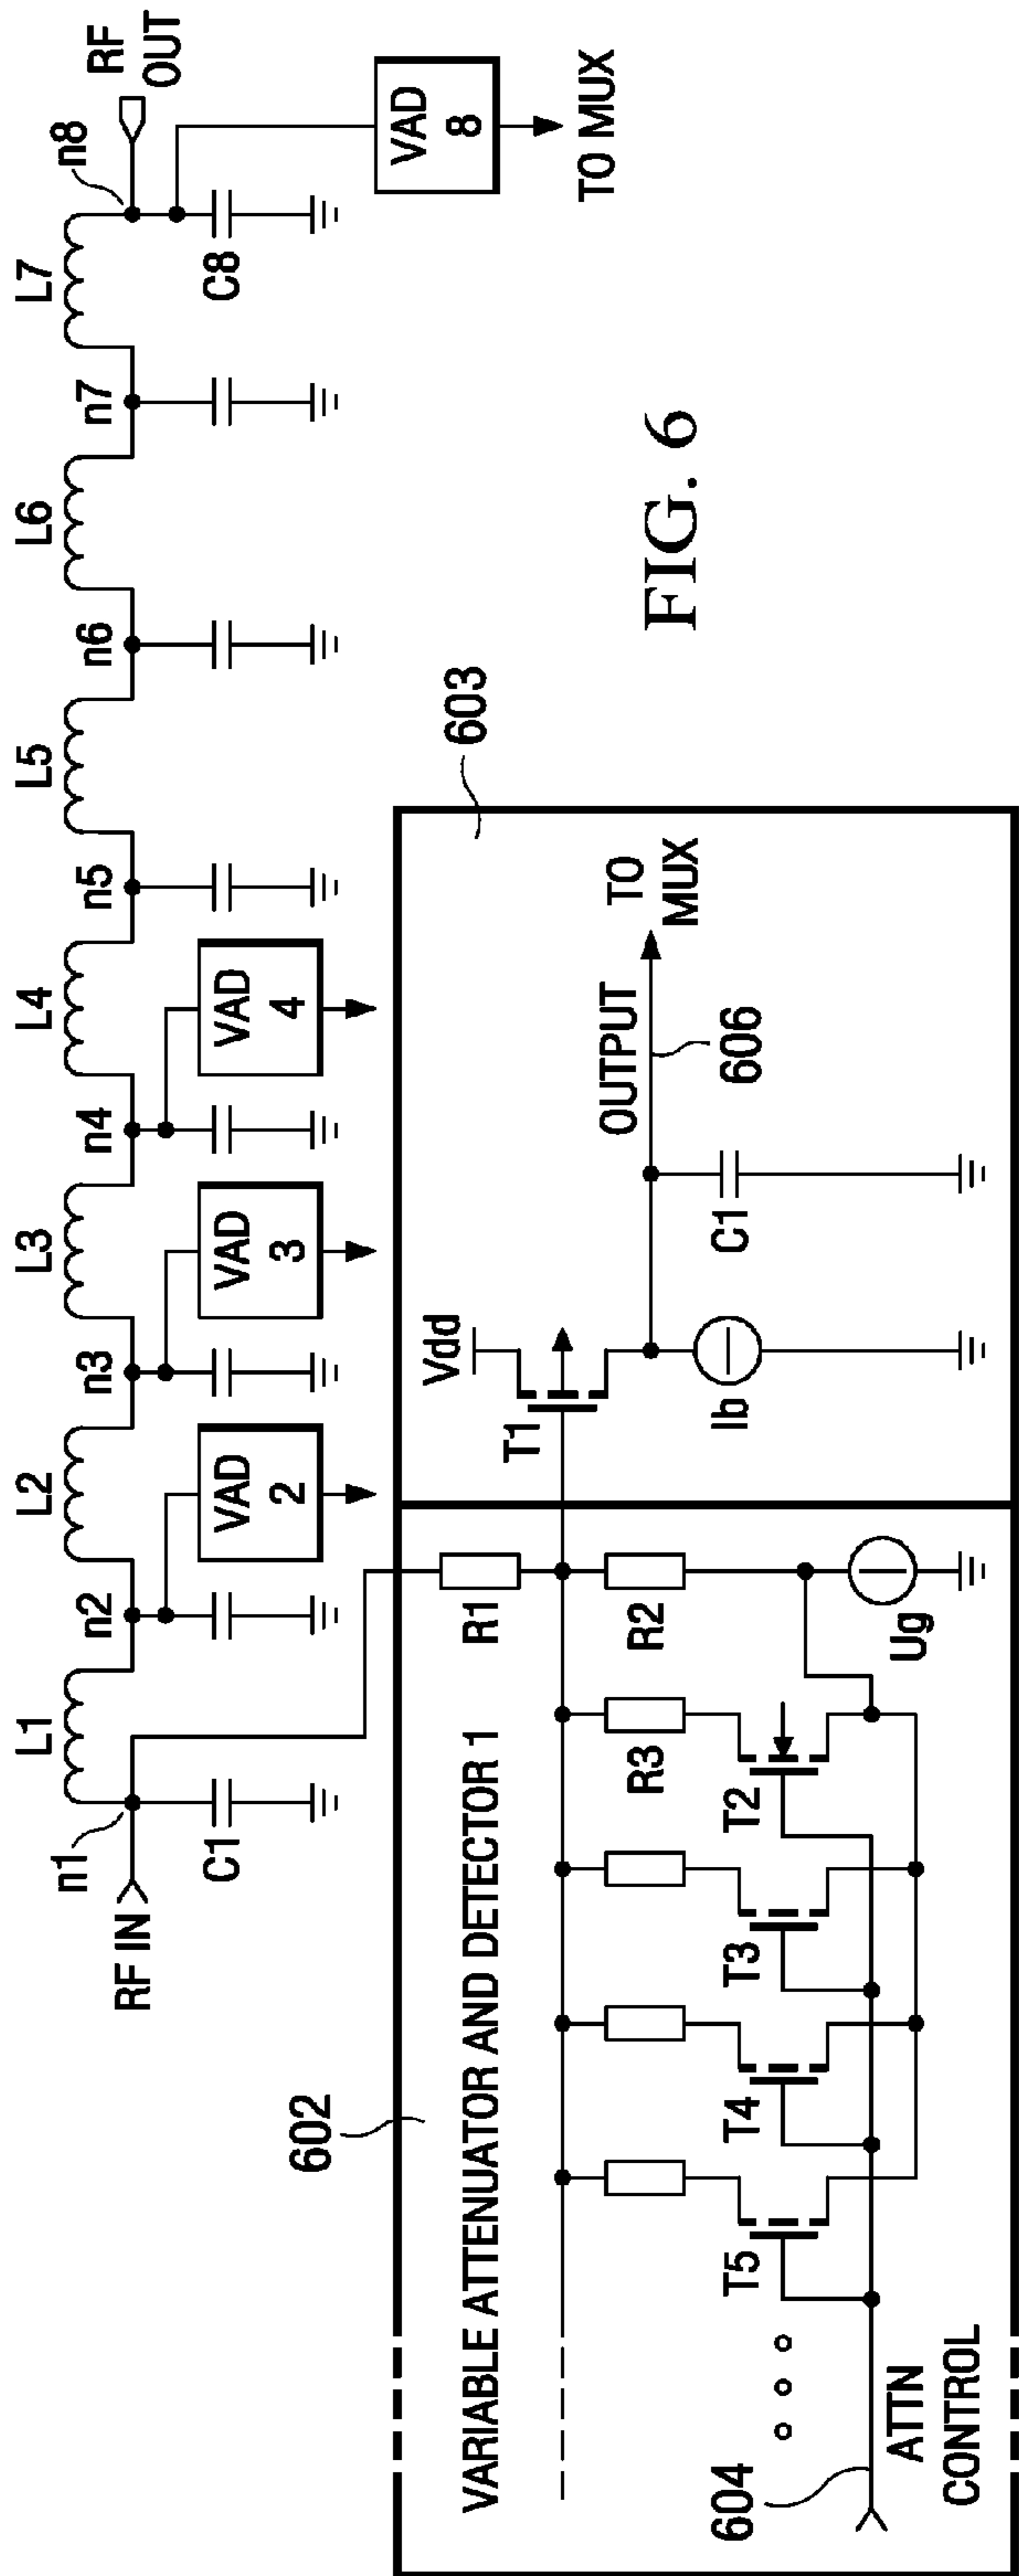 L1
L2
L3
L4
L5
L6
L7
n1
n2
n3
n4
n5
n6
n7
n8
RF IN
RF
OUT
C1
C8
VAD
2
VAD
3
VAD
4
VAD
8
TO MUX
602
603
VARIABLE ATTENUATOR AND DETECTOR 1
R1
Vdd
T1
OUTPUT
TO
MUX
606
R2
R3
Ib
C1
T5
T4
T3
T2
Ug
604
ATTN
CONTROL
FIG. 6